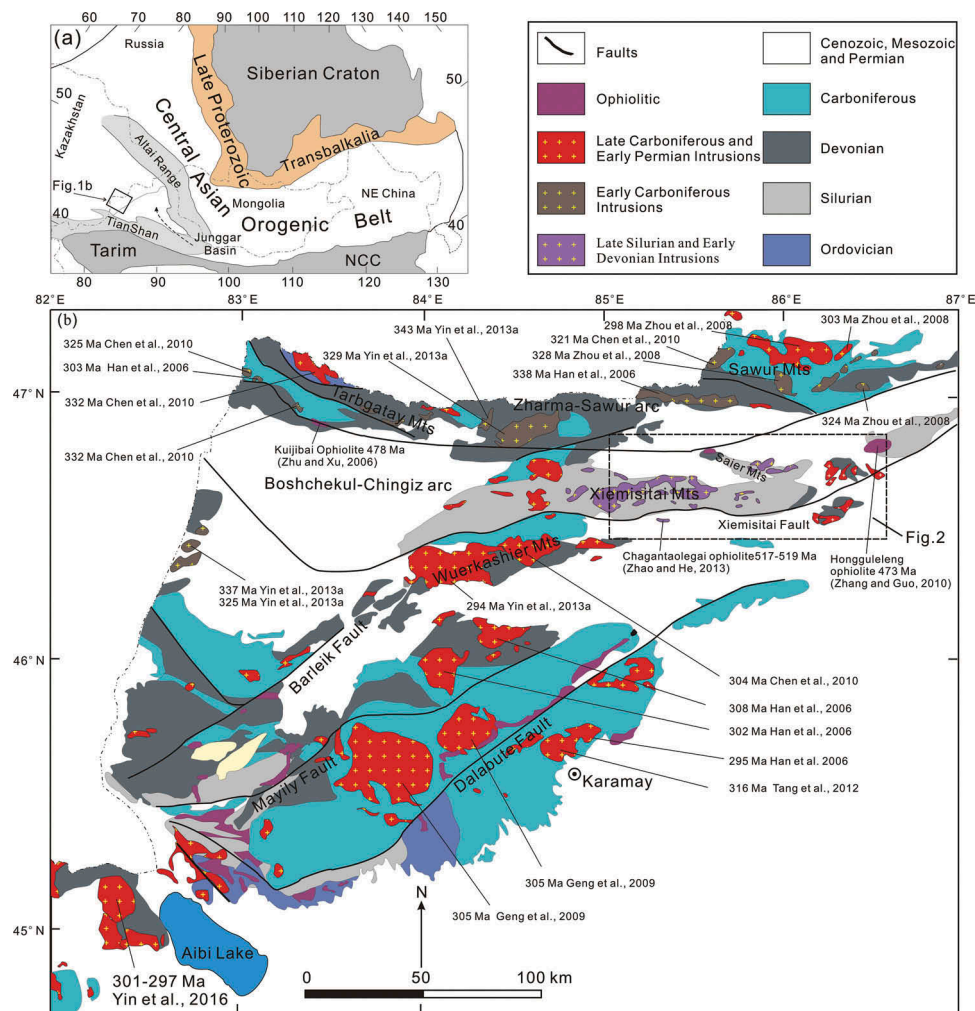 60
70
80
90
100
110
120
130
140
150
(a)
Russia
Siberian Craton
Late Proterozoic
50
50
Kazakhstan
Central
Asian
Altai Range
Transbalkalia
Fig.1b
Mongolia
NE China
Orogenic
Belt
40
40
TianShan
Junggar
Basin
Tarim
NCC
80
90
100
110
120
130
Faults
Cenozoic, Mesozoic
and Permian
Ophiolitic
Carboniferous
Late Carboniferous and
Early Permian Intrusions
Devonian
Early Carboniferous
Intrusions
Silurian
Late Silurian and Early
Devonian Intrusions
Ordovician
82°E
83°E
84°E
85°E
86°E
87°E
(b)
343 Ma Yin et al., 2013a
298 Ma Zhou et al., 2008
303 Ma Zhou et al., 2008
325 Ma Chen et al., 2010
321 Ma Chen et al., 2010
329 Ma Yin et al., 2013a
328 Ma Zhou et al., 2008
303 Ma Han et al., 2006
Sawur Mts
338 Ma Han et al., 2006
47°N
332 Ma Chen et al., 2010
Tarbgatay Mts
Zharma-Sawur arc
324 Ma Zhou et al., 2008
332 Ma Chen et al., 2010
Kuijibai Ophiolite 478 Ma
(Zhu and Xu, 2006)
Saier Mts
Boshchekul-Chingiz arc
Xiemisitai Mts
Xiemisitai Fault
Fig.2
Wuerkashier Mts
Chagantaolegai ophiolite517-519 Ma
(Zhao and He, 2013)
Hongguleleng
ophiolite 473 Ma
(Zhang and Guo, 2010)
337 Ma Yin et al., 2013a
325 Ma Yin et al., 2013a
294 Ma Yin et al., 2013a
46°N
Barleik Fault
304 Ma Chen et al., 2010
308 Ma Han et al., 2006
302 Ma Han et al., 2006
Dalabute Fault
295 Ma Han et al., 2006
Mayily Fault
Karamay
316 Ma Tang et al., 2012
305 Ma Geng et al., 2009
N
305 Ma Geng et al., 2009
45°N
Aibi Lake
301-297 Ma
Yin et al., 2016
0
50
100 km